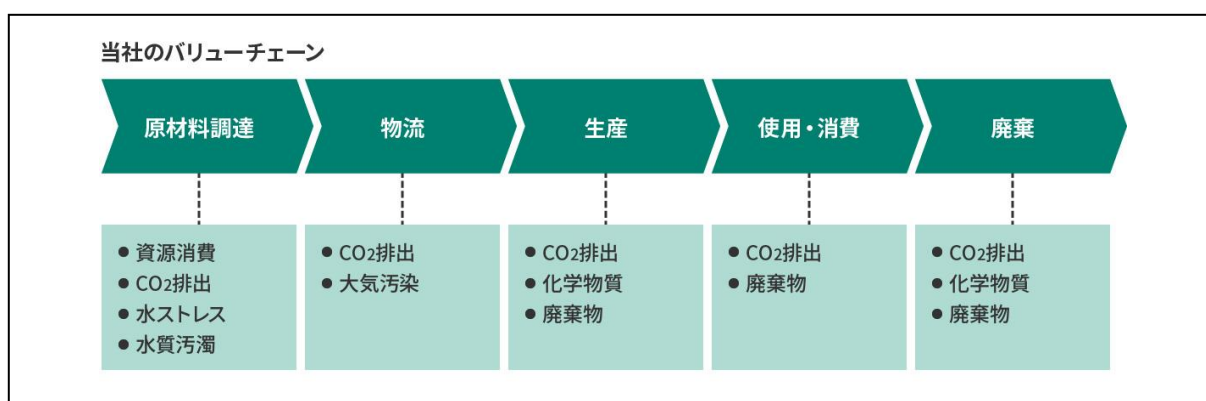 当社のバリューチェーン
原材料調達
物流
生産
使用・消費
廃棄
● 資源消費
● CO2排出
● 水ストレス
● 水質汚濁
● CO2排出
● 大気汚染
● CO2排出
● 化学物質
● 廃棄物
● CO2排出
● 廃棄物
● CO2排出
● 化学物質
● 廃棄物